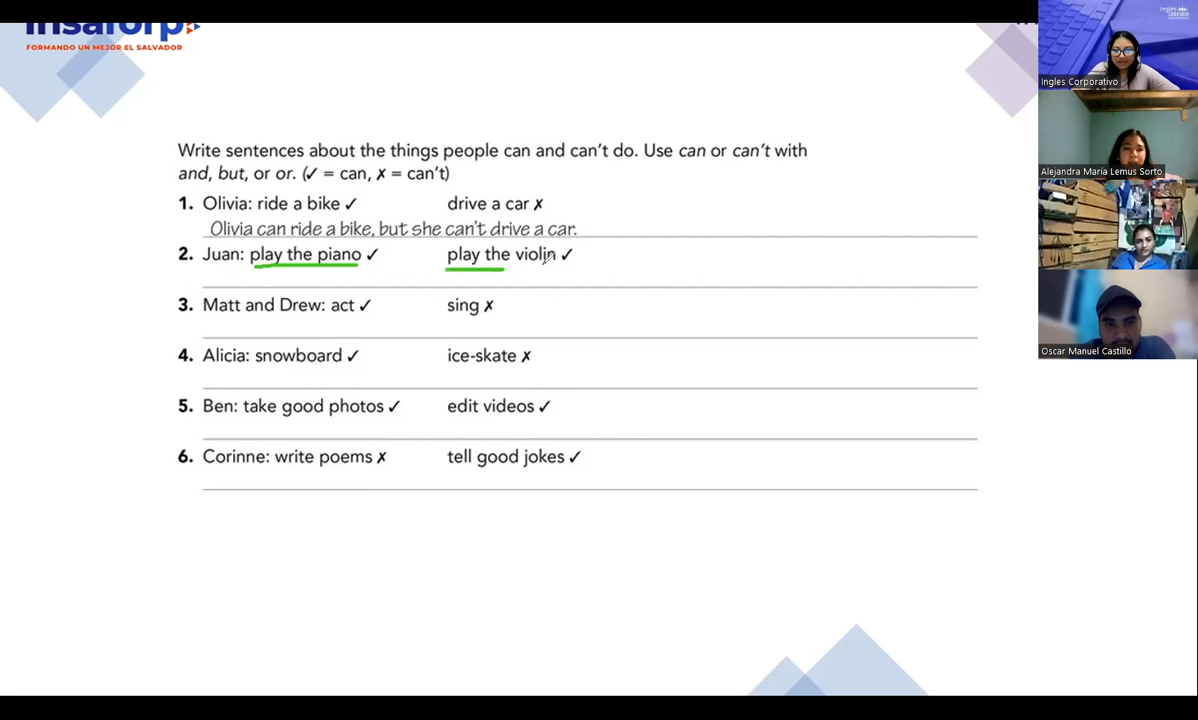 insaforp
FORMANDO UN MEJOR EL SALVADOR
Write sentences about the things people can and can't do. Use can or can't with
and, but, or or. (✓ = can, ✗ = can't)
1. Olivia: ride a bike ✓ drive a car ✗
Olivia can ride a bike, but she can't drive a car.
2. Juan: play the piano ✓ play the violin ✓
3. Matt and Drew: act ✓ sing ✗
4. Alicia: snowboard ✓ ice-skate ✗
5. Ben: take good photos ✓ edit videos ✓
6. Corinne: write poems ✗ tell good jokes ✓
Inglés
Ingles Corporativo
Alejandra María Lemus Sorto
Oscar Manuel Castillo